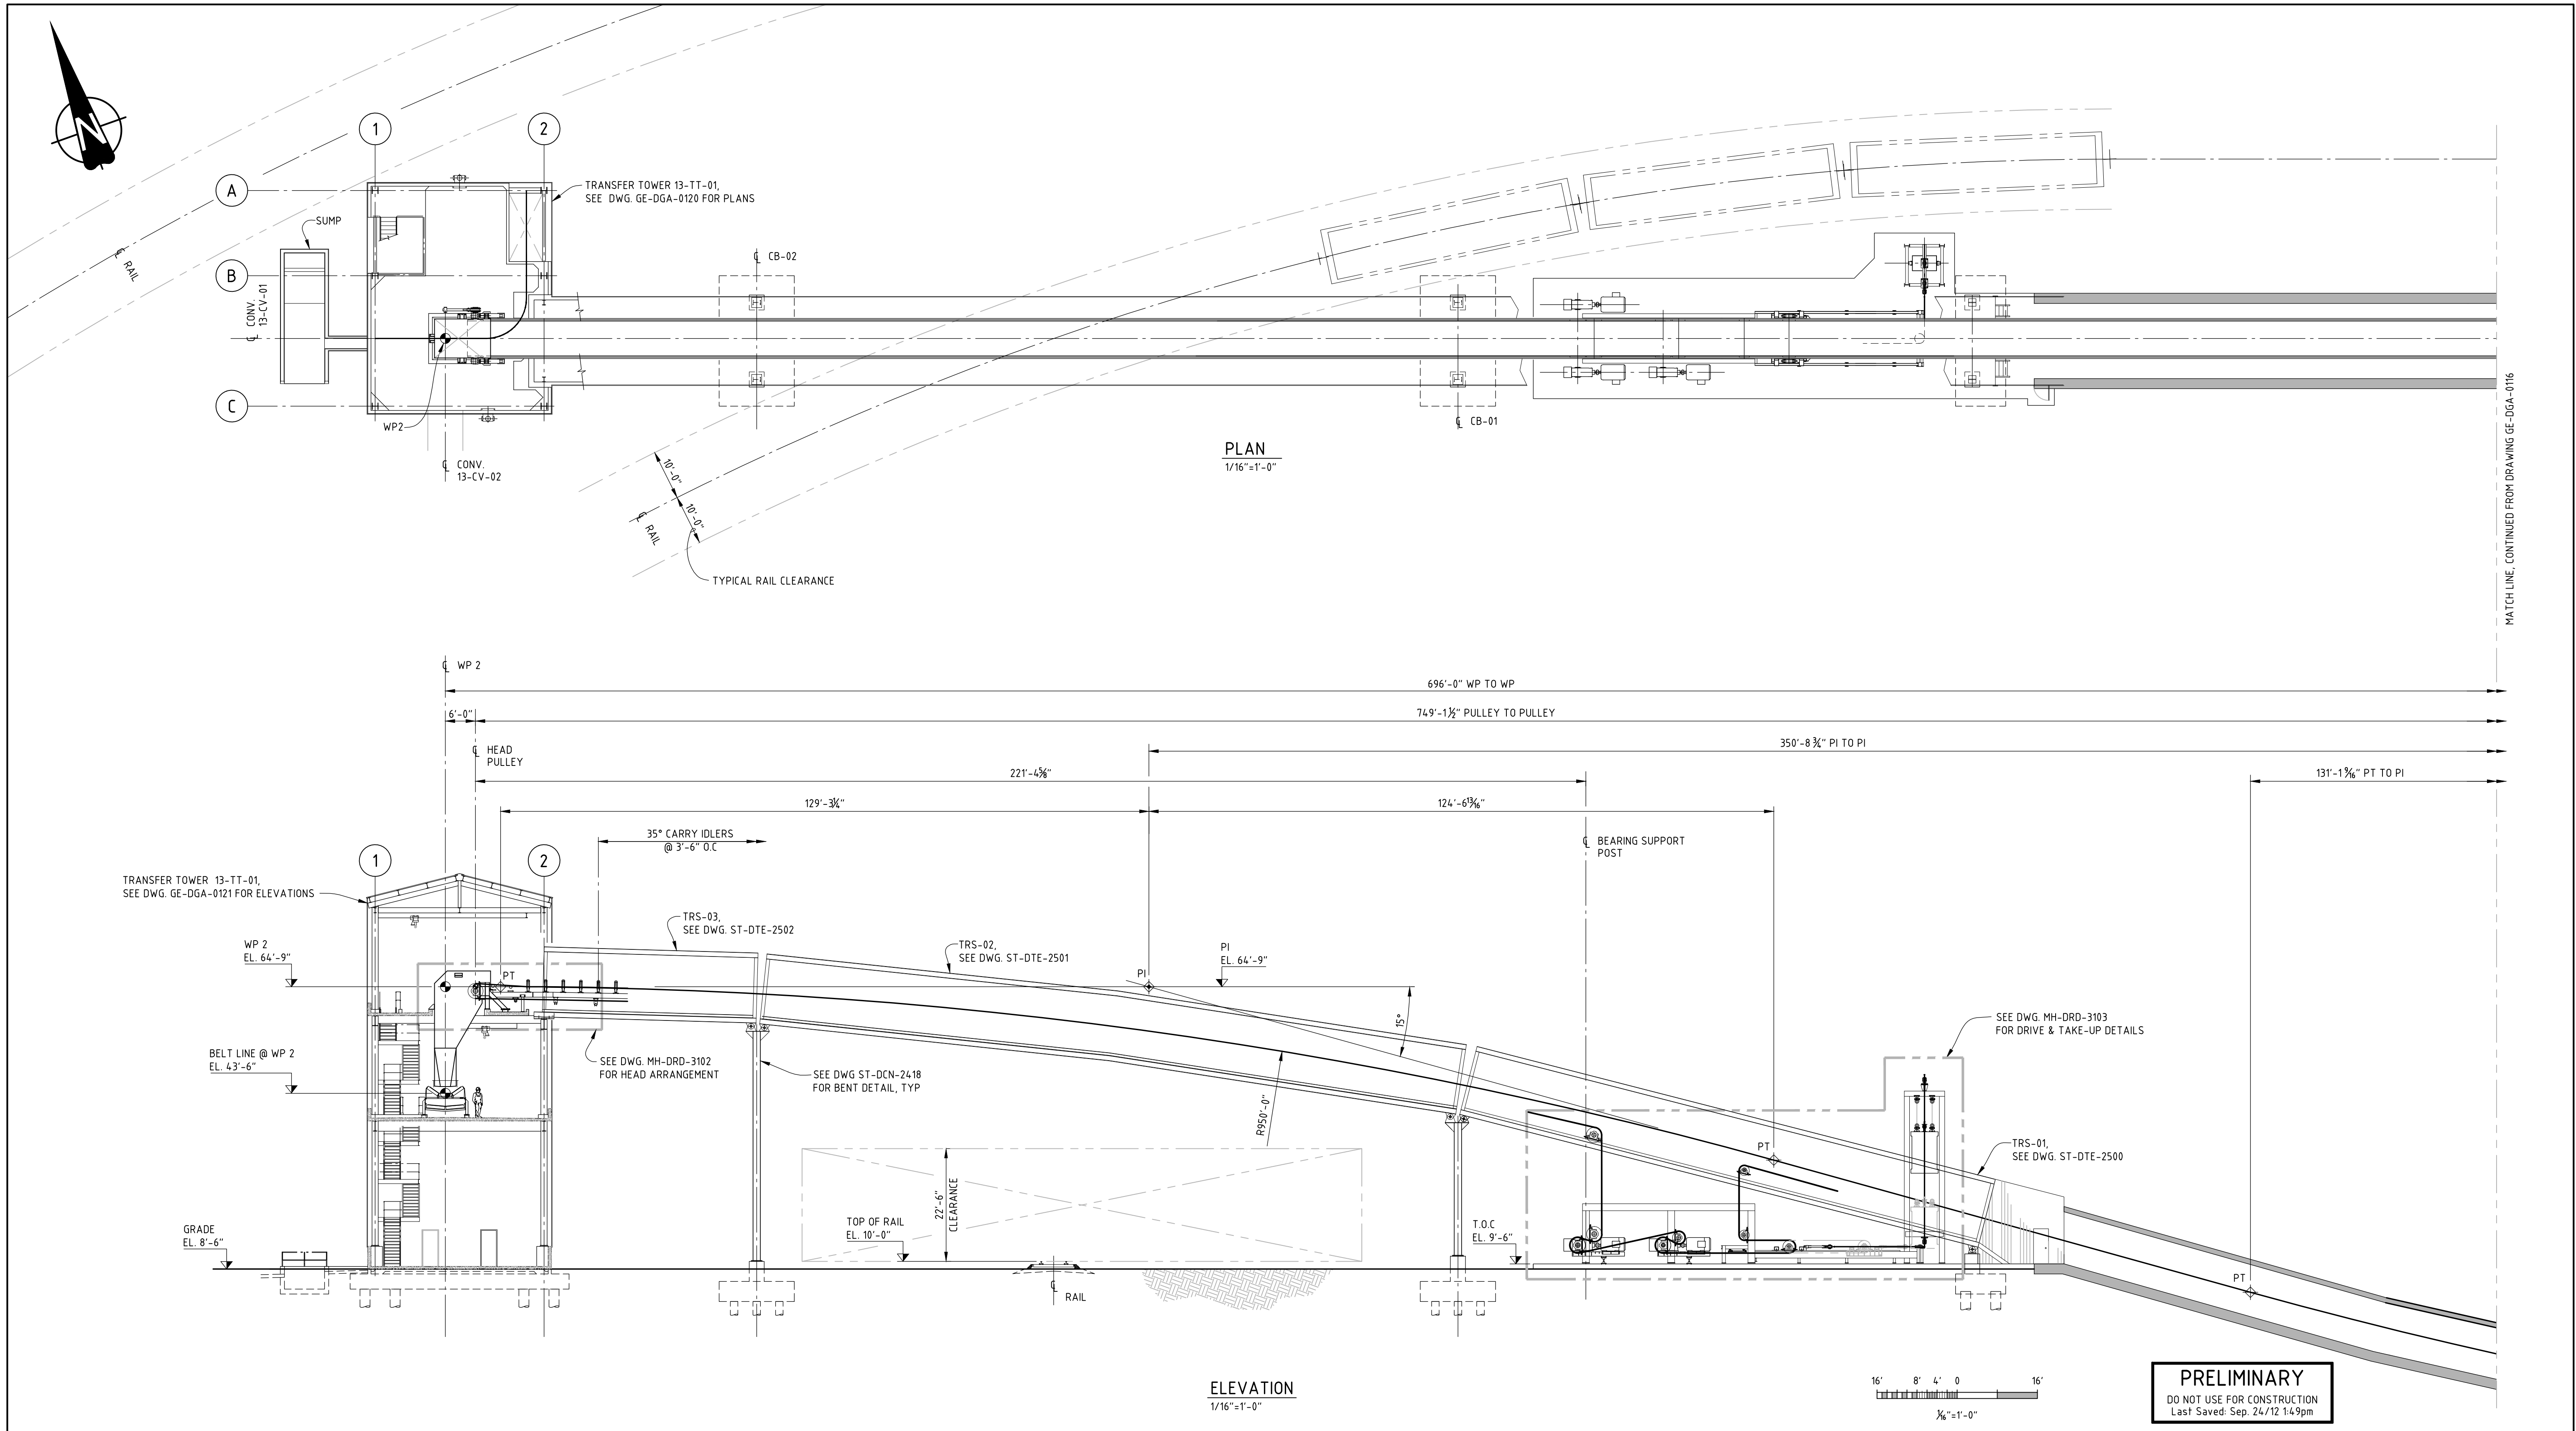 N
1
2
A
B
C
TRANSFER TOWER 13-TT-01,
SEE DWG. GE-DGA-0120 FOR PLANS
SUMP
℄ RAIL
℄ CONV.
13-CV-01
℄ CB-02
WP2
℄ CONV.
13-CV-02
10'-0"
10'-0"
℄ RAIL
TYPICAL RAIL CLEARANCE
℄ CB-01
PLAN
1/16"=1'-0"
MATCH LINE, CONTINUED FROM DRAWING GE-DGA-0116
℄ WP 2
696'-0" WP TO WP
6'-0"
749'-1½" PULLEY TO PULLEY
℄ HEAD
PULLEY
350'-8 ¾" PI TO PI
221'-4⅝"
131'-1 9⁄16" PT TO PI
129'-3¼"
124'-6 13⁄16"
35° CARRY IDLERS
@ 3'-6" O.C
℄ BEARING SUPPORT
POST
1
2
TRANSFER TOWER 13-TT-01,
SEE DWG. GE-DGA-0121 FOR ELEVATIONS
TRS-03,
SEE DWG. ST-DTE-2502
TRS-02,
SEE DWG. ST-DTE-2501
WP 2
EL. 64'-9"
PT
PI
PI
EL. 64'-9"
15°
SEE DWG. MH-DRD-3103
FOR DRIVE & TAKE-UP DETAILS
BELT LINE @ WP 2
EL. 43'-6"
SEE DWG. MH-DRD-3102
FOR HEAD ARRANGEMENT
SEE DWG ST-DCN-2418
FOR BENT DETAIL, TYP
R950'-0"
PT
TRS-01,
SEE DWG. ST-DTE-2500
22'-6"
CLEARANCE
GRADE
EL. 8'-6"
TOP OF RAIL
EL. 10'-0"
T.O.C
EL. 9'-6"
PT
℄
RAIL
ELEVATION
1/16"=1'-0"
16' 8' 4' 0 16'
1⁄16"=1'-0"
PRELIMINARY
DO NOT USE FOR CONSTRUCTION
Last Saved: Sep. 24/12 1:49pm